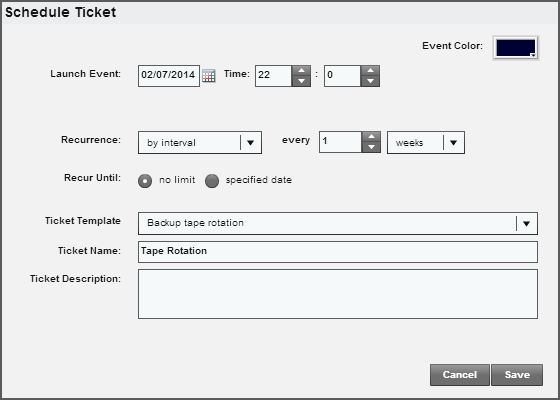 Schedule Ticket
Event Color:
Launch Event: 02/07/2014 Time: 22 : 0
Recurrence: by interval every 1 weeks
Recur Until: no limit specified date
Ticket Template Backup tape rotation
Ticket Name: Tape Rotation
Ticket Description:
Cancel Save